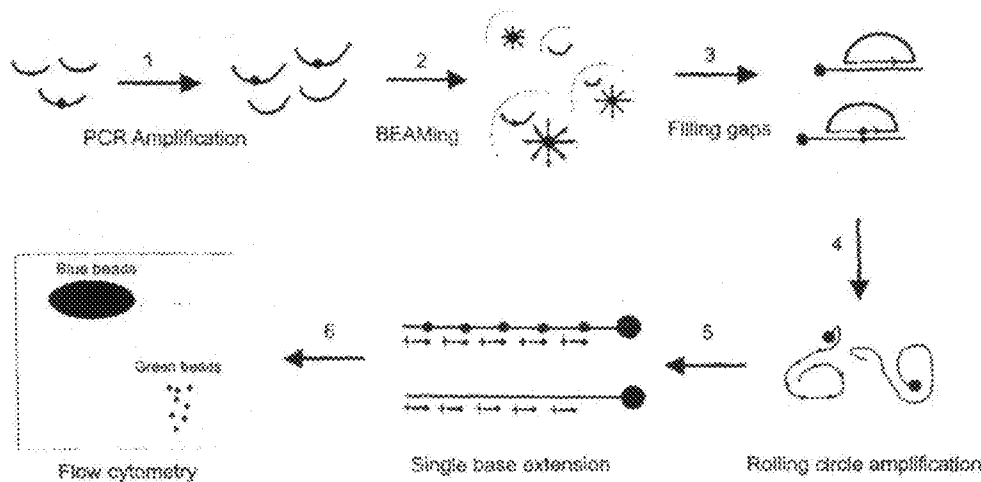 1
PCR Amplification
2
BEAMing
3
Filling gaps
4
Rolling circle amplification
5
Single base extension
6
Blue beads
Green beads
Flow cytometry